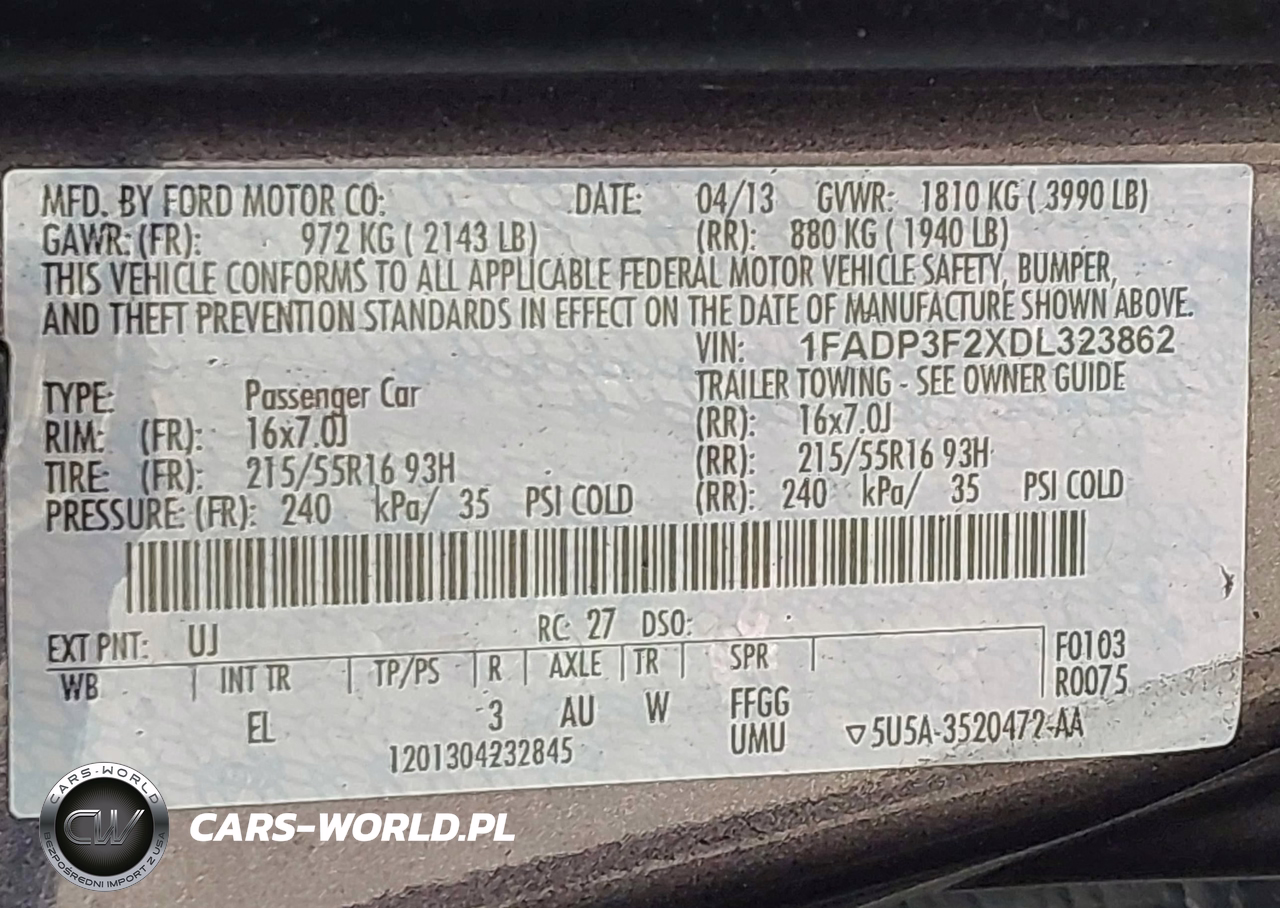 MFD. BY FORD MOTOR CO: DATE: 04/13 GVWR: 1810 KG ( 3990 LB)
GAWR: (FR): 972 KG ( 2143 LB) (RR): 880 KG ( 1940 LB)
THIS VEHICLE CONFORMS TO ALL APPLICABLE FEDERAL MOTOR VEHICLE SAFETY, BUMPER,
AND THEFT PREVENTION STANDARDS IN EFFECT ON THE DATE OF MANUFACTURE SHOWN ABOVE.
VIN: 1FADP3F2XDL323862
TYPE: Passenger Car TRAILER TOWING - SEE OWNER GUIDE
RIM: (FR): 16x7.0J (RR): 16x7.0J
TIRE: (FR): 215/55R16 93H (RR): 215/55R16 93H
PRESSURE: (FR): 240 kPa/ 35 PSI COLD (RR): 240 kPa/ 35 PSI COLD
EXT PNT: UJ RC: 27 DSO:
WB INT TR TP/PS R AXLE TR SPR F0103
R0075
EL 3 AU W FFGG
UMU
1201304232845 5U5A-3520472-AA
CARS-WORLD
CW
BEZPOŚREDNI IMPORT Z USA
CARS-WORLD.PL